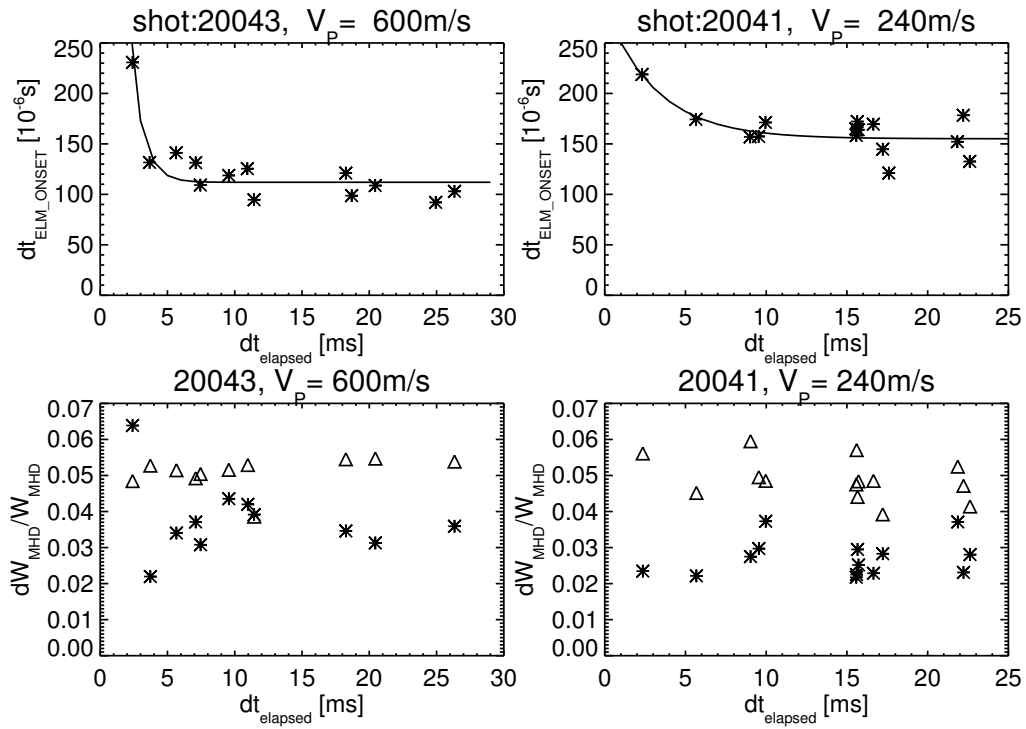 shot:20043, V_P= 600m/s
250
200
150
100
50
0
dt_ELM_ONSET [10^-6s]
0 5 10 15 20 25 30
dt_elapsed [ms]
shot:20041, V_P= 240m/s
250
200
150
100
50
0
dt_ELM_ONSET [10^-6s]
0 5 10 15 20 25
dt_elapsed [ms]
20043, V_P= 600m/s
0.07
0.06
0.05
0.04
0.03
0.02
0.01
0.00
dW_MHD/W_MHD
0 5 10 15 20 25 30
dt_elapsed [ms]
20041, V_P= 240m/s
0.07
0.06
0.05
0.04
0.03
0.02
0.01
0.00
dW_MHD/W_MHD
0 5 10 15 20 25
dt_elapsed [ms]